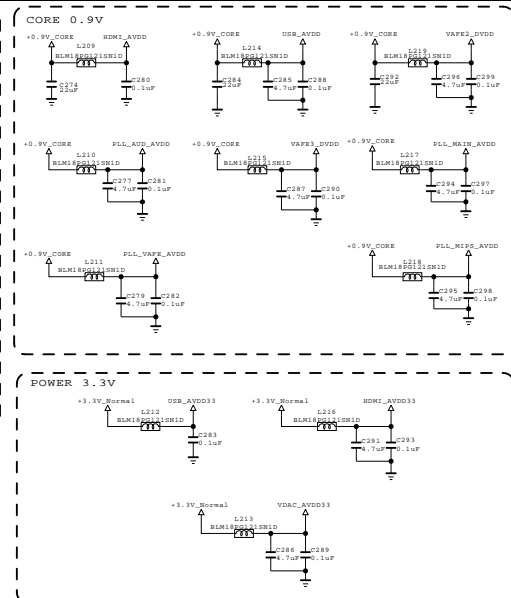 CORE 0.9V
+0.9V_CORE
HDMI_AVDD
L209
BLM18PG121SN1D
C274
22uF
C280
0.1uF
+0.9V_CORE
USB_AVDD
L214
BLM18PG121SN1D
C284
22uF
C285
4.7uF
C288
0.1uF
+0.9V_CORE
VAFE2_DVDD
L219
BLM18PG121SN1D
C292
22uF
C296
4.7uF
C299
0.1uF
+0.9V_CORE
PLL_AUD_AVDD
L210
BLM18PG121SN1D
C277
4.7uF
C281
0.1uF
+0.9V_CORE
VAFE3_DVDD
L215
BLM18PG121SN1D
C287
4.7uF
C290
0.1uF
+0.9V_CORE
PLL_MAIN_AVDD
L217
BLM18PG121SN1D
C294
4.7uF
C297
0.1uF
+0.9V_CORE
PLL_VAFE_AVDD
L211
BLM18PG121SN1D
C279
4.7uF
C282
0.1uF
+0.9V_CORE
PLL_MIPS_AVDD
L218
BLM18PG121SN1D
C295
4.7uF
C298
0.1uF
POWER 3.3V
+3.3V_Normal
USB_AVDD33
L212
BLM18PG121SN1D
C283
0.1uF
+3.3V_Normal
HDMI_AVDD33
L216
BLM18PG121SN1D
C291
4.7uF
C293
0.1uF
+3.3V_Normal
VDAC_AVDD33
L213
BLM18PG121SN1D
C286
4.7uF
C289
0.1uF